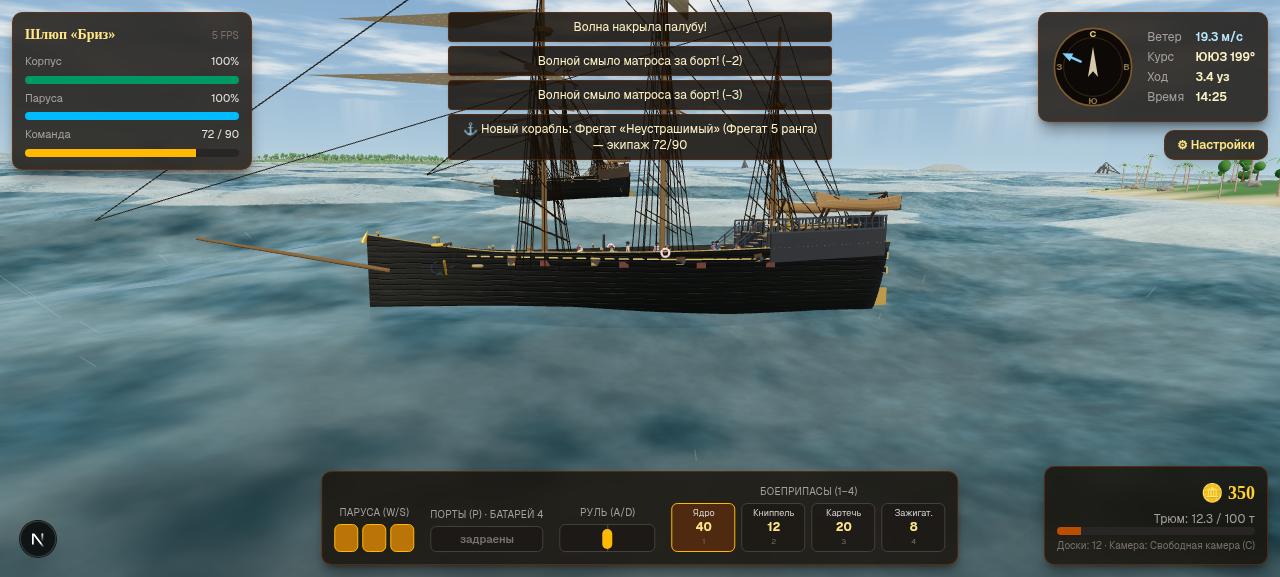 Шлюп «Бриз»
5 FPS
Корпус 100%
Паруса 100%
Команда 72 / 90
Волна накрыла палубу!
Волной смыло матроса за борт! (−2)
Волной смыло матроса за борт! (−3)
⚓ Новый корабль: Фрегат «Неустрашимый» (Фрегат 5 ранга)
— экипаж 72/90
С
З
В
Ю
Ветер 19.3 м/с
Курс ЮЮЗ 199°
Ход 3.4 уз
Время 14:25
⚙ Настройки
N
ПАРУСА (W/S)
ПОРТЫ (P) · БАТАРЕЙ 4
задраены
РУЛЬ (A/D)
БОЕПРИПАСЫ (1–4)
Ядро
40
1
Книппель
12
2
Картечь
20
3
Зажигат.
8
4
350
Трюм: 12.3 / 100 т
Доски: 12 · Камера: Свободная камера (C)